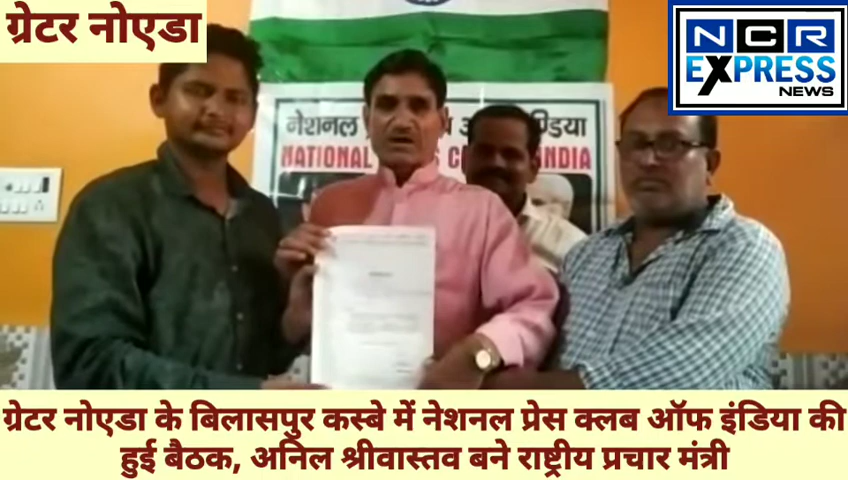 ग्रेटर नोएडा
NCR
EXPRESS
NEWS
नेशनल
NATIONAL
INDIA
ग्रेटर नोएडा के बिलासपुर कस्बे में नेशनल प्रेस क्लब ऑफ इंडिया की
हुई बैठक, अनिल श्रीवास्तव बने राष्ट्रीय प्रचार मंत्री